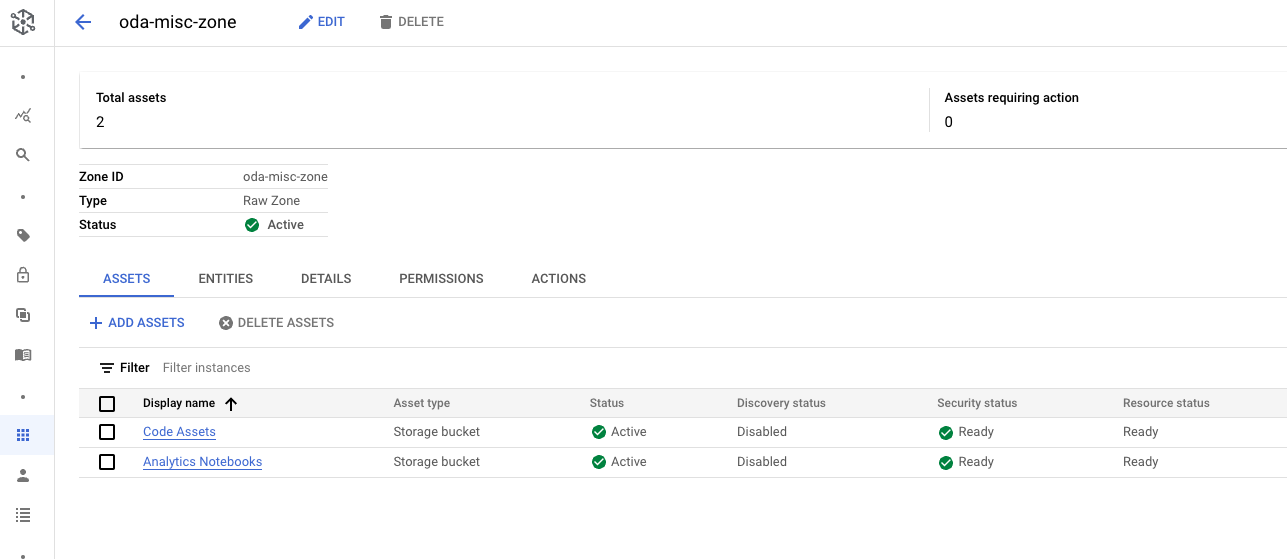 oda-misc-zone EDIT DELETE
Total assets Assets requiring action
2 0
Zone ID oda-misc-zone
Type Raw Zone
Status Active
ASSETS ENTITIES DETAILS PERMISSIONS ACTIONS
ADD ASSETS DELETE ASSETS
Filter Filter instances
Display name Asset type Status Discovery status Security status Resource status
Code Assets Storage bucket Active Disabled Ready Ready
Analytics Notebooks Storage bucket Active Disabled Ready Ready